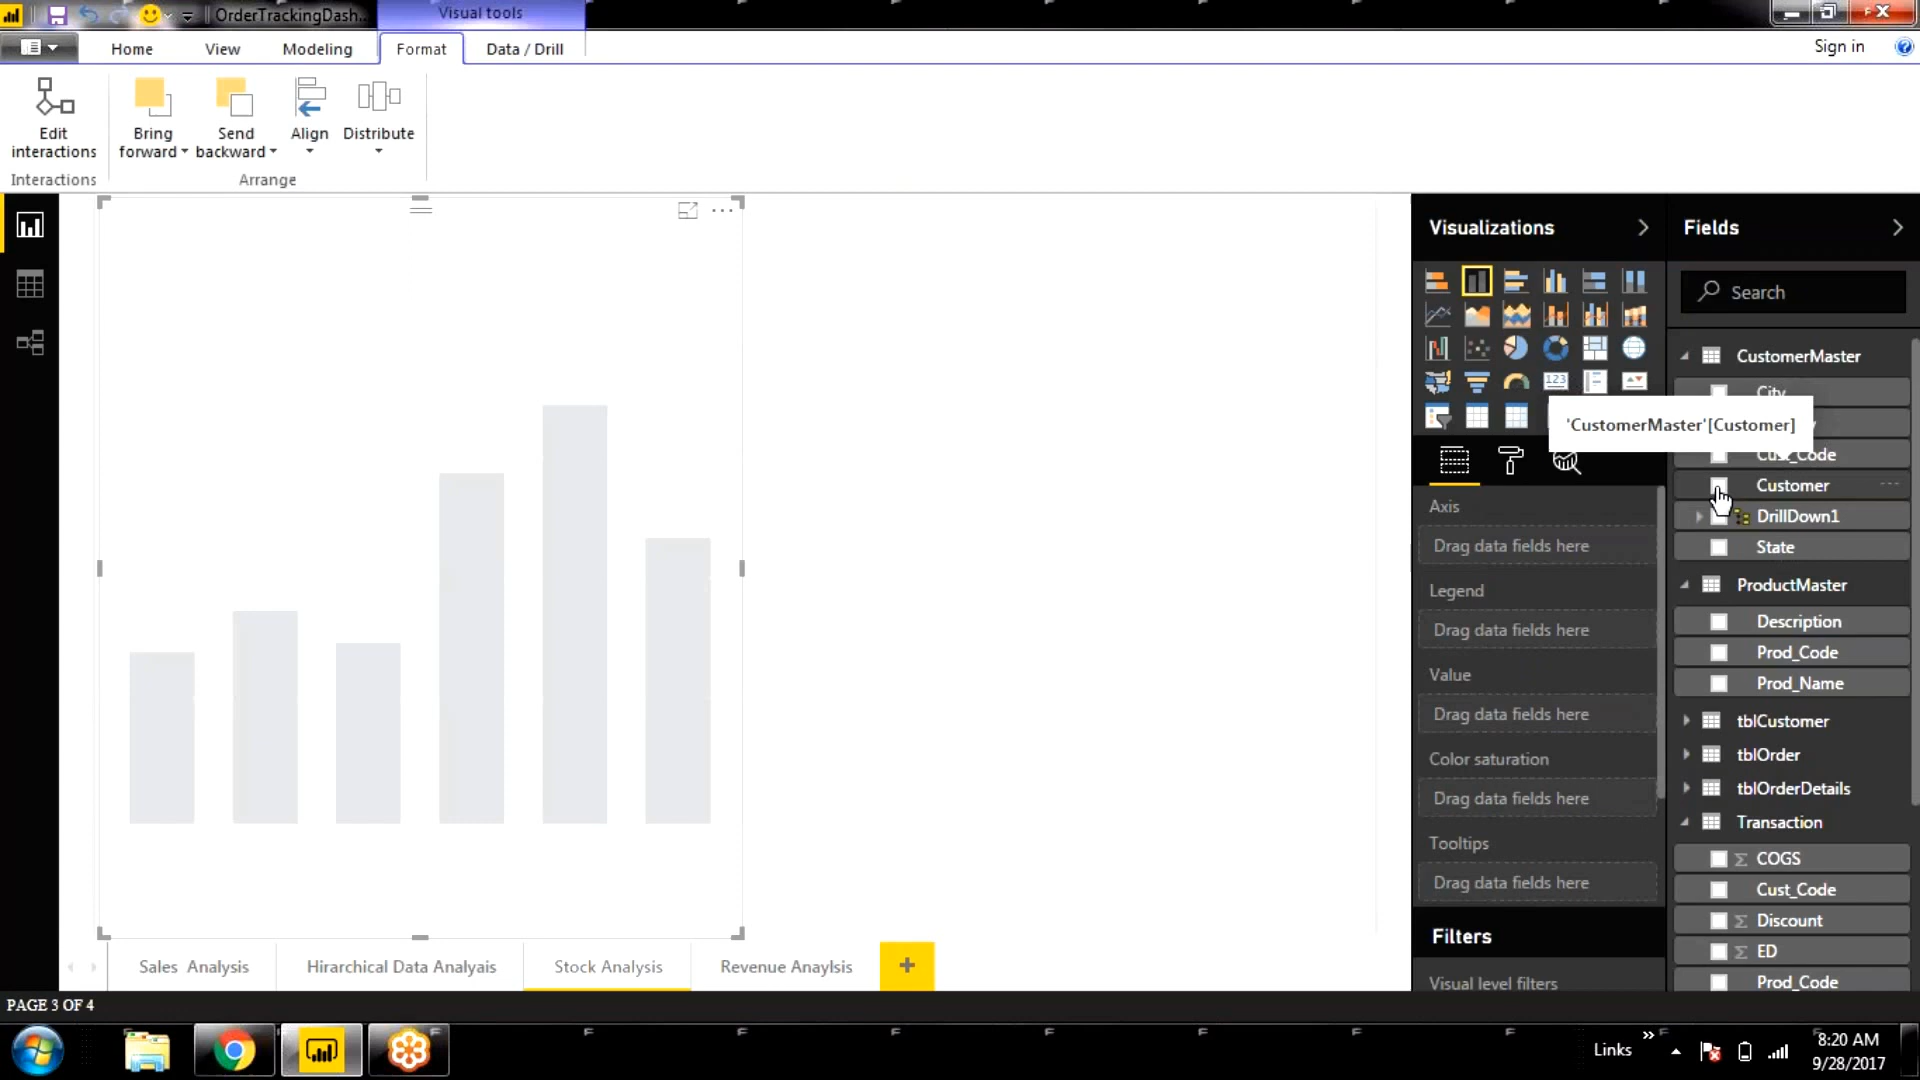 OrderTrackingDash...
Visual tools
Home
View
Modeling
Format
Data / Drill
Sign in
Edit
interactions
Bring
forward
Send
backward
Align
Distribute
Interactions
Arrange
Visualizations
Fields
Search
CustomerMaster
City
'CustomerMaster'[Customer]
Cust_Code
Customer
DrillDown1
State
ProductMaster
Description
Prod_Code
Prod_Name
tblCustomer
tblOrder
tblOrderDetails
Transaction
COGS
Cust_Code
Discount
ED
Prod_Code
123
Axis
Drag data fields here
Legend
Drag data fields here
Value
Drag data fields here
Color saturation
Drag data fields here
Tooltips
Drag data fields here
Filters
Visual level filters
Sales Analysis
Hirarchical Data Analyais
Stock Analysis
Revenue Anaylsis
+
PAGE 3 OF 4
Links
8:20 AM
9/28/2017